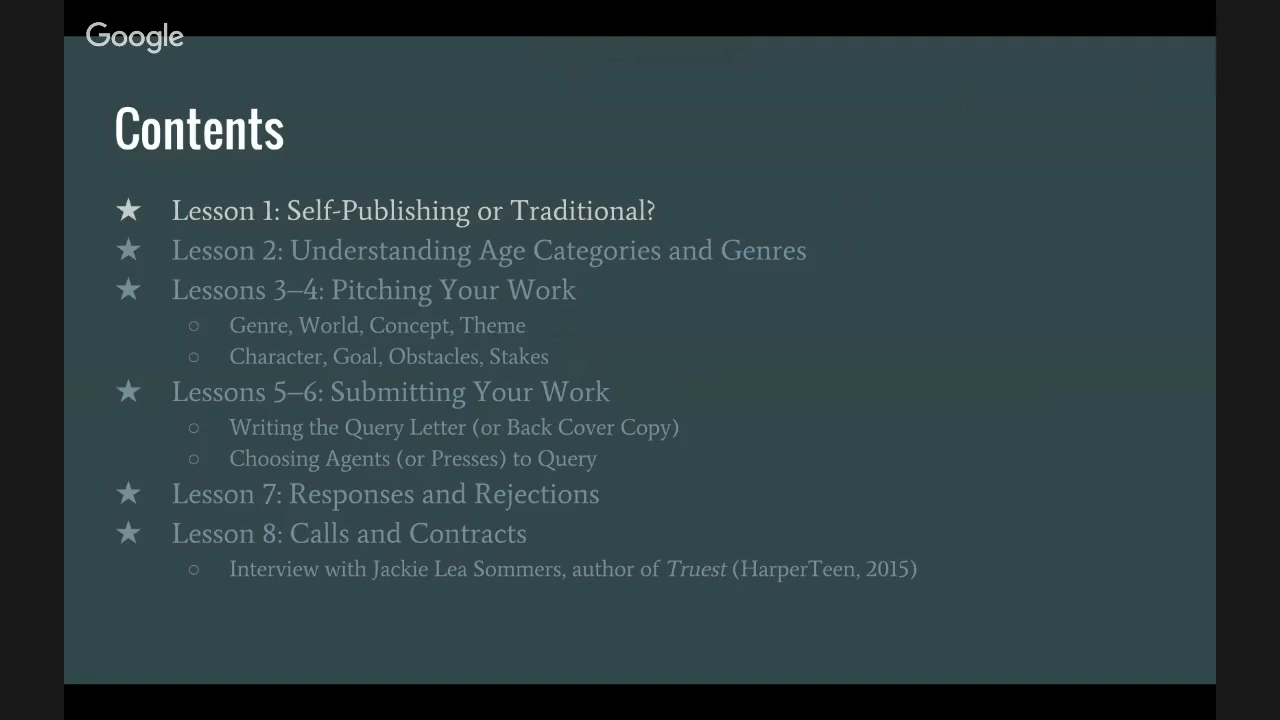 Google
Contents
★ Lesson 1: Self-Publishing or Traditional?
★ Lesson 2: Understanding Age Categories and Genres
★ Lessons 3–4: Pitching Your Work
○ Genre, World, Concept, Theme
○ Character, Goal, Obstacles, Stakes
★ Lessons 5–6: Submitting Your Work
○ Writing the Query Letter (or Back Cover Copy)
○ Choosing Agents (or Presses) to Query
★ Lesson 7: Responses and Rejections
★ Lesson 8: Calls and Contracts
○ Interview with Jackie Lea Sommers, author of Truest (HarperTeen, 2015)